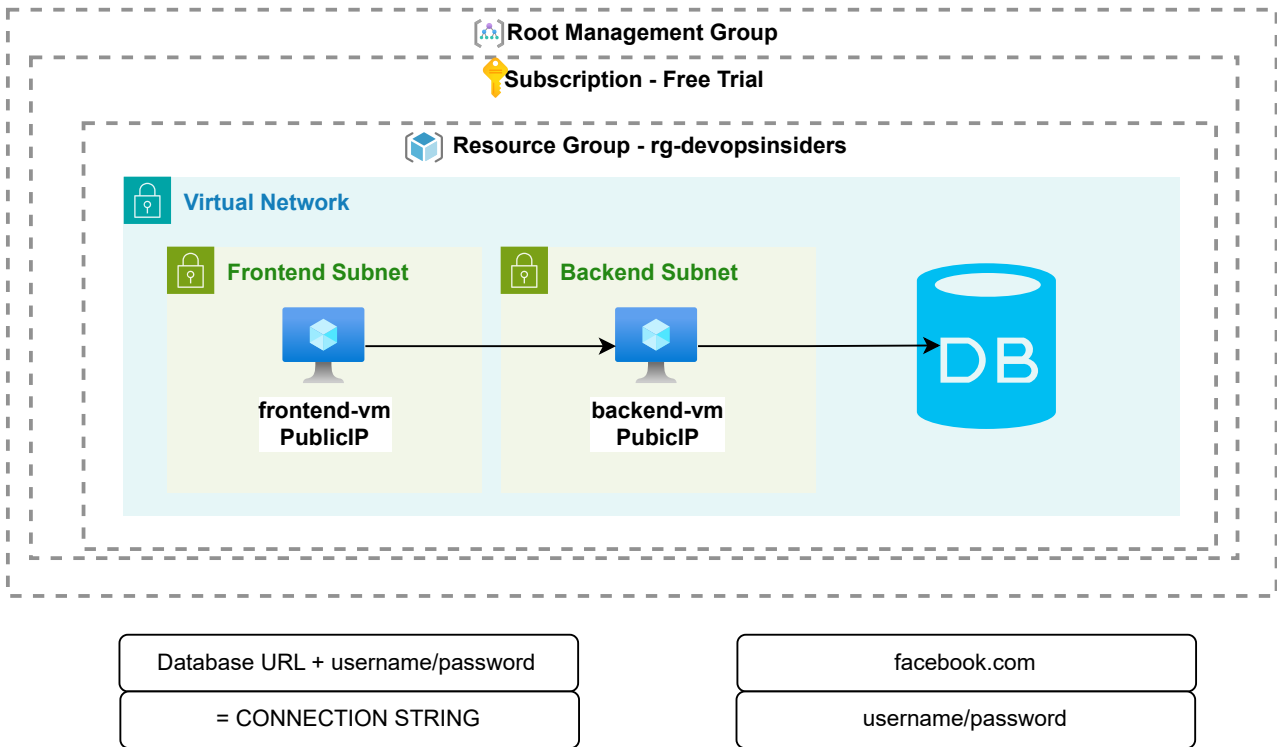 Root Management Group
Subscription - Free Trial
Resource Group - rg-devopsinsiders
Virtual Network
Frontend Subnet
Backend Subnet
DB
frontend-vm
PublicIP
backend-vm
PubicIP
Database URL + username/password
= CONNECTION STRING
facebook.com
username/password